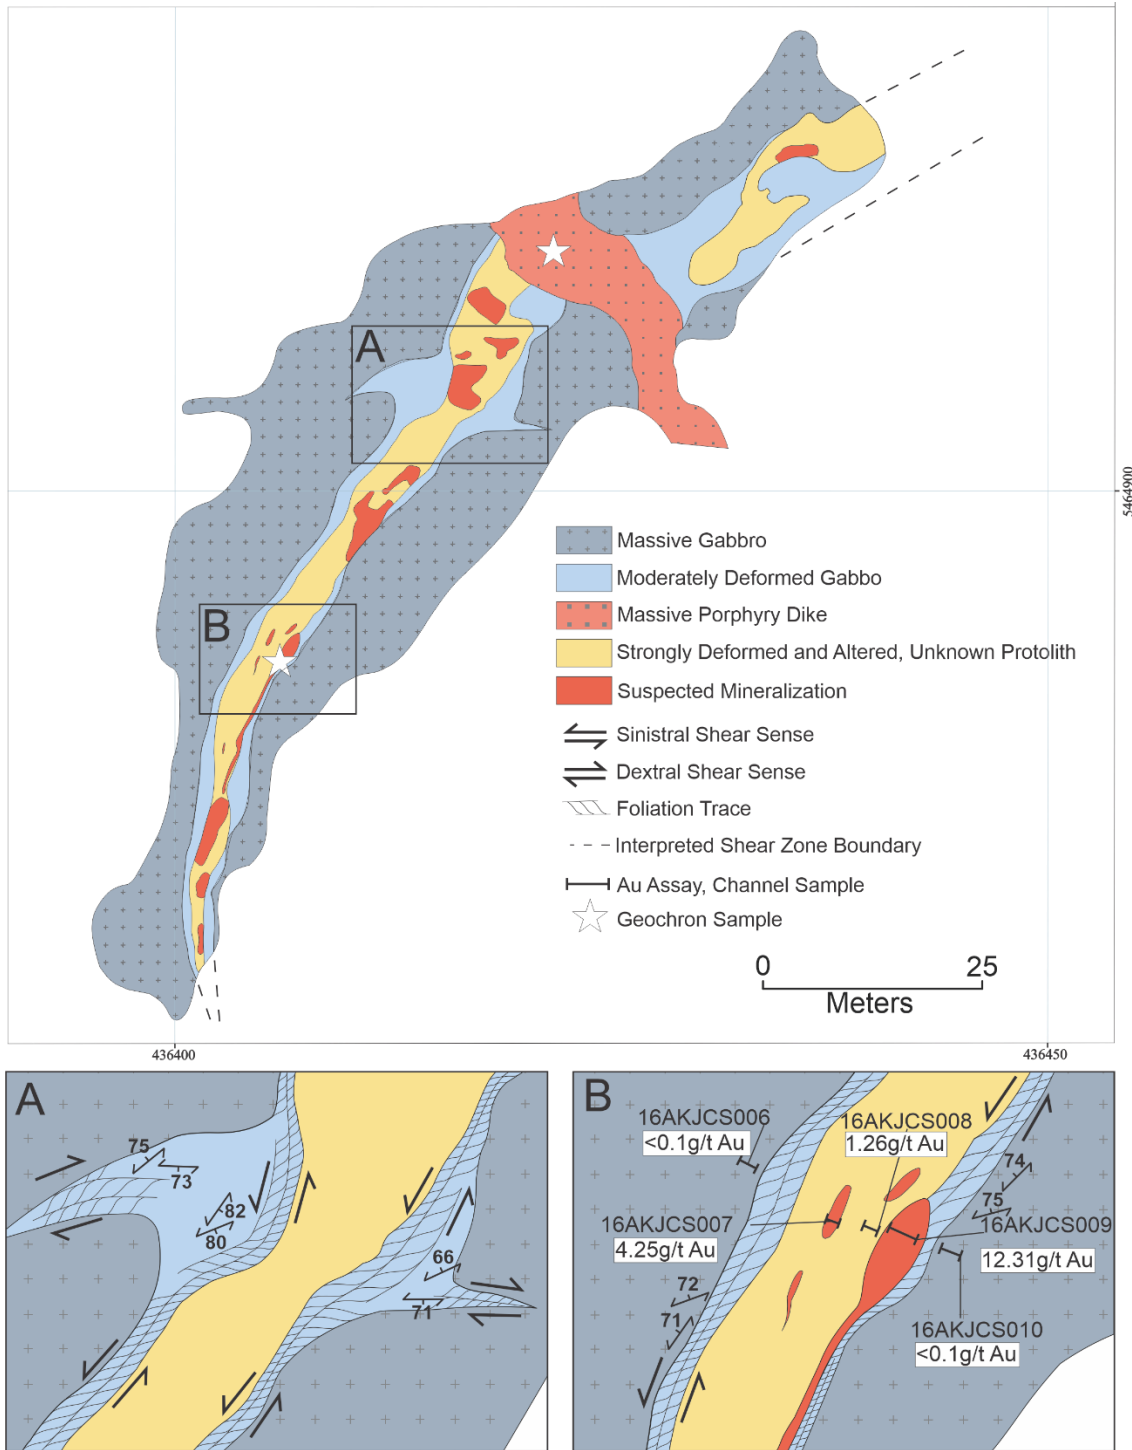 A
B
5464900
Massive Gabbro
Moderately Deformed Gabbo
Massive Porphyry Dike
Strongly Deformed and Altered, Unknown Protolith
Suspected Mineralization
Sinistral Shear Sense
Dextral Shear Sense
Foliation Trace
Interpreted Shear Zone Boundary
Au Assay, Channel Sample
Geochron Sample
0 25
Meters
436400 436450
A
75
73
82
80
66
71
B
16AKJCS006
<0.1g/t Au
16AKJCS008
1.26g/t Au
74
75
16AKJCS007
4.25g/t Au
16AKJCS009
12.31g/t Au
72
71
16AKJCS010
<0.1g/t Au